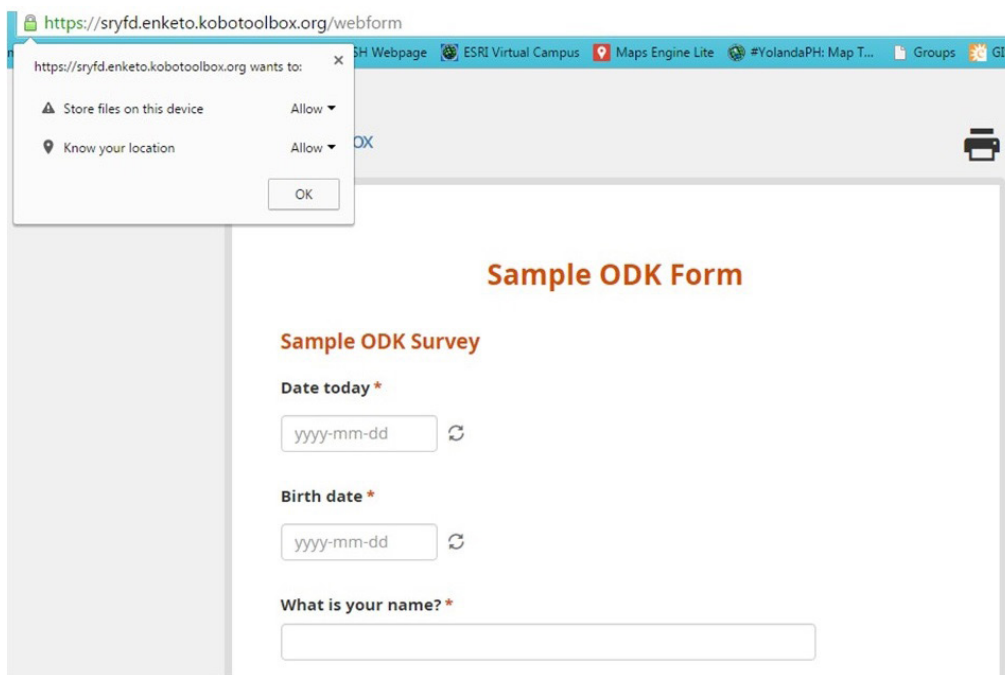 https://sryfd.enketo.kobotoolbox.org/webform
SH Webpage ESRI Virtual Campus Maps Engine Lite #YolandaPH: Map T... Groups GI
https://sryfd.enketo.kobotoolbox.org wants to: ×
Store files on this device Allow
Know your location Allow
OX
OK
Sample ODK Form
Sample ODK Survey
Date today *
yyyy-mm-dd
Birth date *
yyyy-mm-dd
What is your name? *